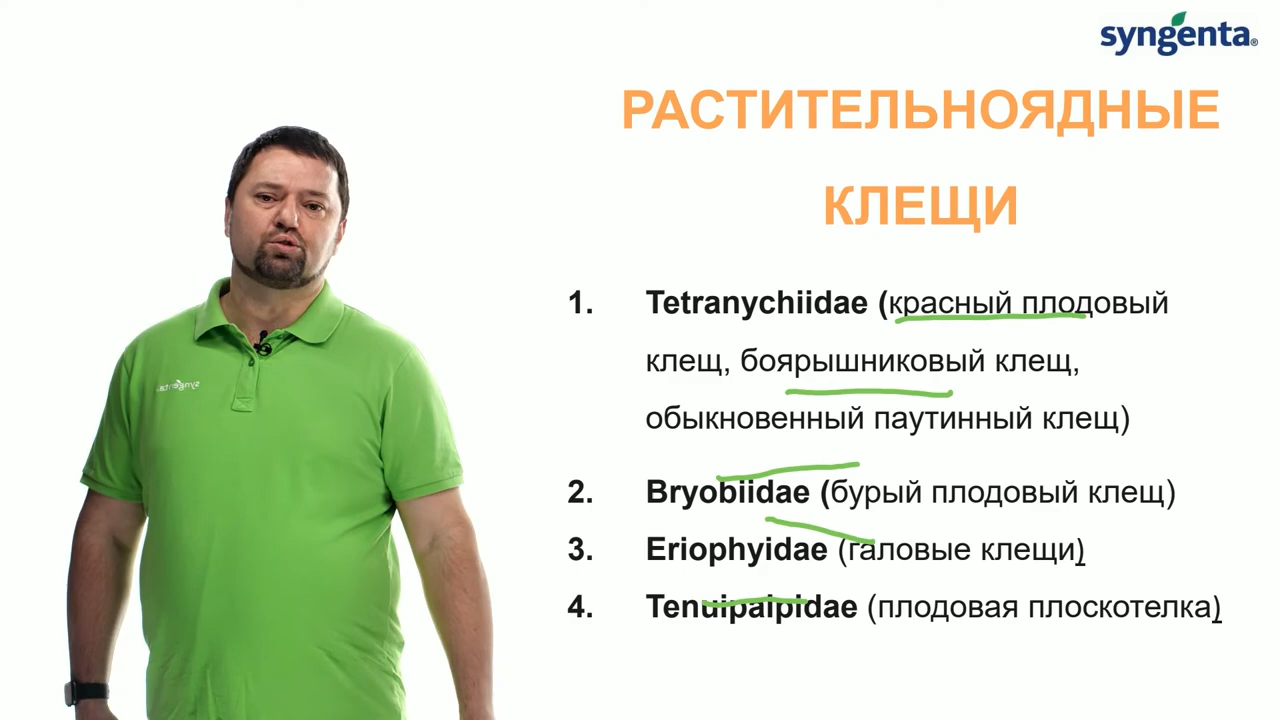 syngenta®
РАСТИТЕЛЬНОЯДНЫЕ
КЛЕЩИ
1. Tetranychiidae (красный плодовый
клещ, боярышниковый клещ,
обыкновенный паутинный клещ)
2. Bryobiidae (бурый плодовый клещ)
3. Eriophyidae (галовые клещи)
4. Tenuipalpidae (плодовая плоскотелка)
syngenta